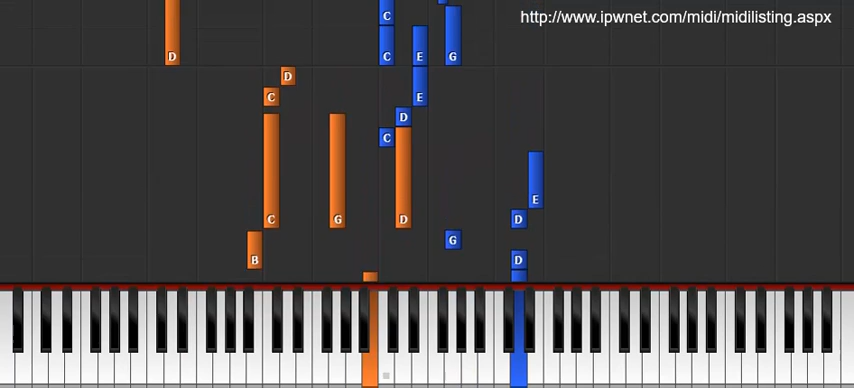 http://www.ipwnet.com/midi/midilisting.aspx
C
D C E G
D
C E
D
C
C G D E
D
G
B D